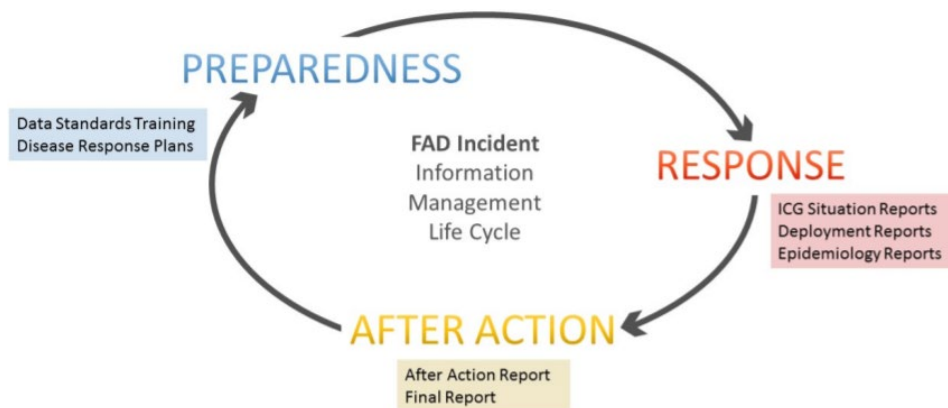 PREPAREDNESS
Data Standards Training
Disease Response Plans
FAD Incident
Information
Management
Life Cycle
RESPONSE
ICG Situation Reports
Deployment Reports
Epidemiology Reports
AFTER ACTION
After Action Report
Final Report